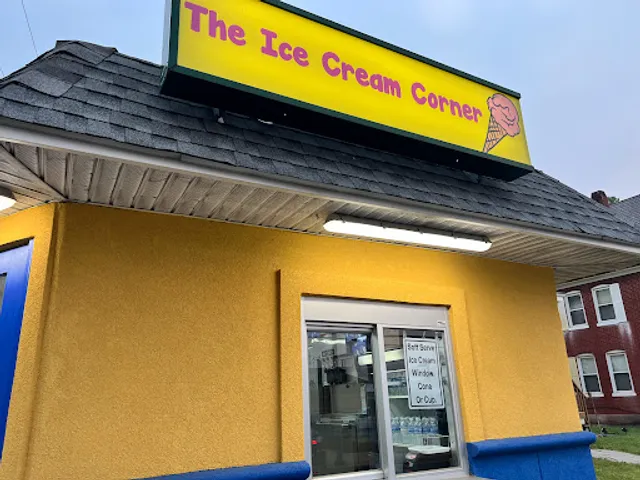 The Ice Cream Corner
Soft Serve
Ice Cream
Window
Cone
Or Cup.